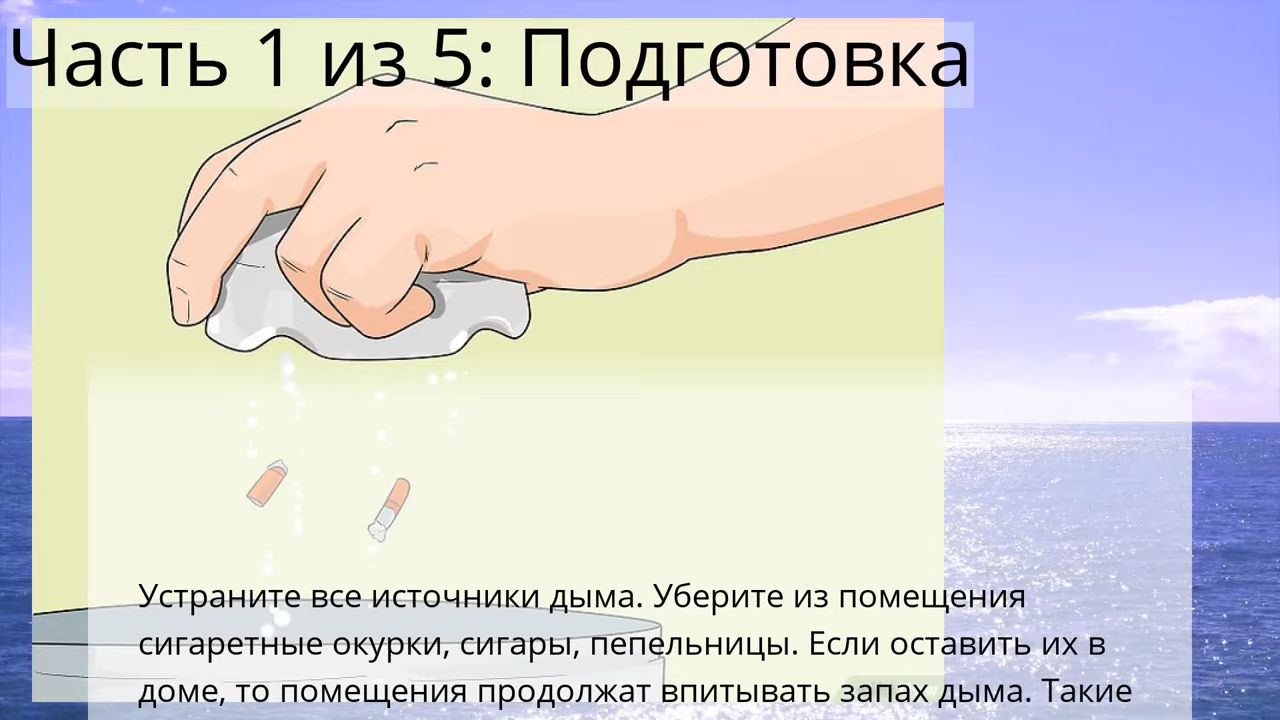 Часть 1 из 5: Подготовка
Устраните все источники дыма. Уберите из помещения
сигаретные окурки, сигары, пепельницы. Если оставить их в
доме, то помещения продолжат впитывать запах дыма. Такие